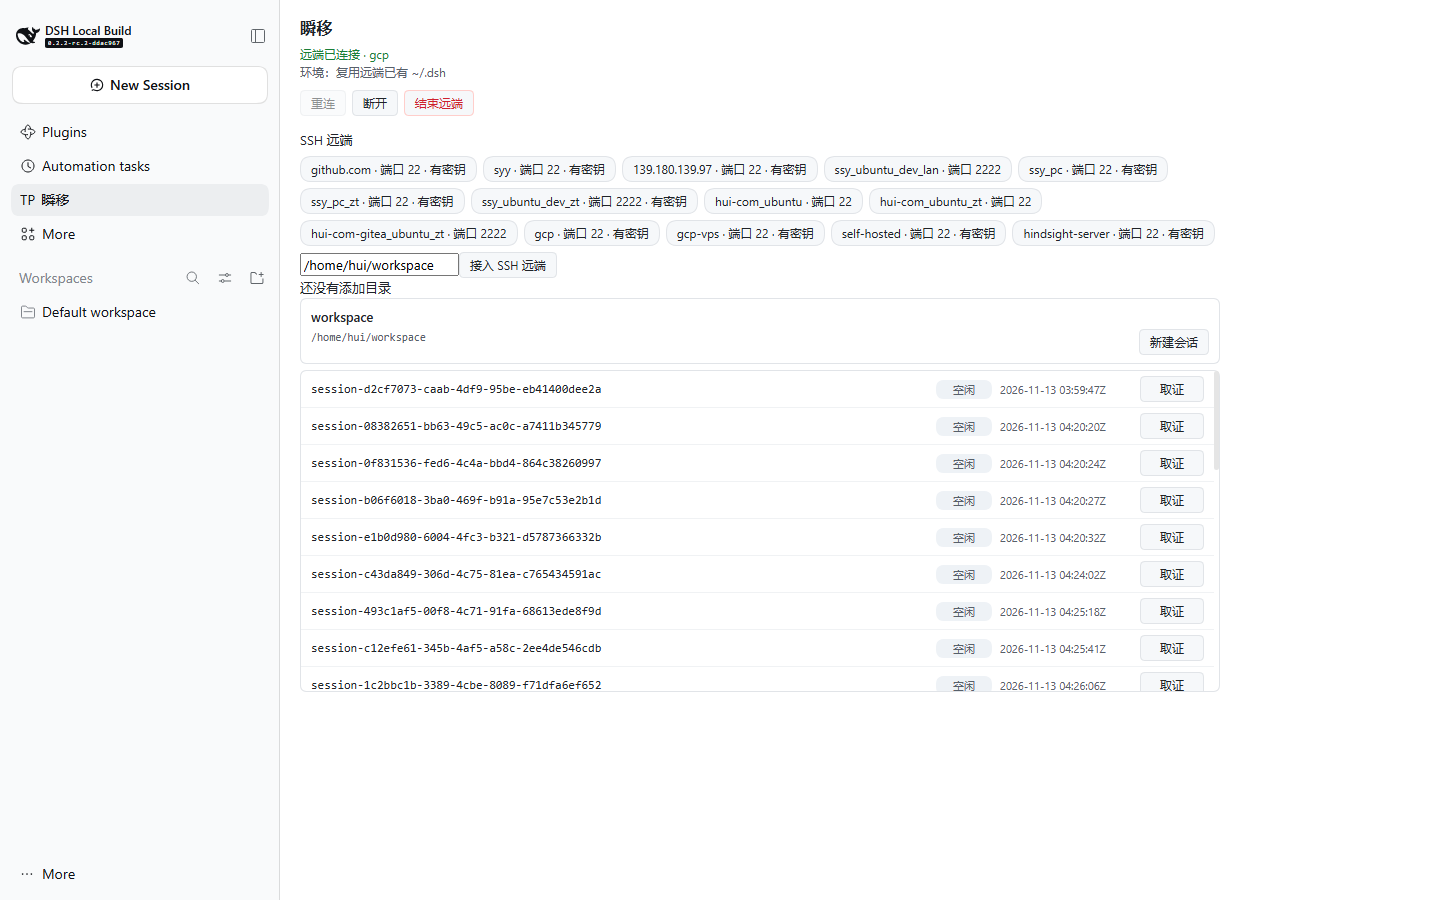 DSH Local Build
0.3.2-rc.3-ddac967
New Session
Plugins
Automation tasks
TP 瞬移
More
Workspaces
Default workspace
More
瞬移
远端已连接 · gcp
环境：复用远端已有 ~/.dsh
重连 断开 结束远端
SSH 远端
github.com · 端口 22 · 有密钥 syy · 端口 22 · 有密钥 139.180.139.97 · 端口 22 · 有密钥 ssy_ubuntu_dev_lan · 端口 2222 ssy_pc · 端口 22 · 有密钥
ssy_pc_zt · 端口 22 · 有密钥 ssy_ubuntu_dev_zt · 端口 2222 · 有密钥 hui-com_ubuntu · 端口 22 hui-com_ubuntu_zt · 端口 22
hui-com-gitea_ubuntu_zt · 端口 2222 gcp · 端口 22 · 有密钥 gcp-vps · 端口 22 · 有密钥 self-hosted · 端口 22 · 有密钥 hindsight-server · 端口 22 · 有密钥
/home/hui/workspace 接入 SSH 远端
还没有添加目录
workspace
/home/hui/workspace
新建会话
session-d2cf7073-caab-4df9-95be-eb41400dee2a 空闲 2026-11-13 03:59:47Z 取证
session-08382651-bb63-49c5-ac0c-a7411b345779 空闲 2026-11-13 04:20:20Z 取证
session-0f831536-fed6-4c4a-bbd4-864c38260997 空闲 2026-11-13 04:20:24Z 取证
session-b06f6018-3ba0-469f-b91a-95e7c53e2b1d 空闲 2026-11-13 04:20:27Z 取证
session-e1b0d980-6004-4fc3-b321-d5787366332b 空闲 2026-11-13 04:20:32Z 取证
session-c43da849-306d-4c75-81ea-c765434591ac 空闲 2026-11-13 04:24:02Z 取证
session-493c1af5-00f8-4c71-91fa-68613ede8f9d 空闲 2026-11-13 04:25:18Z 取证
session-c12efe61-345b-4af5-a58c-2ee4de546cdb 空闲 2026-11-13 04:25:41Z 取证
session-1c2bbc1b-3389-4cbe-8089-f71dfa6ef652 空闲 2026-11-13 04:26:06Z 取证